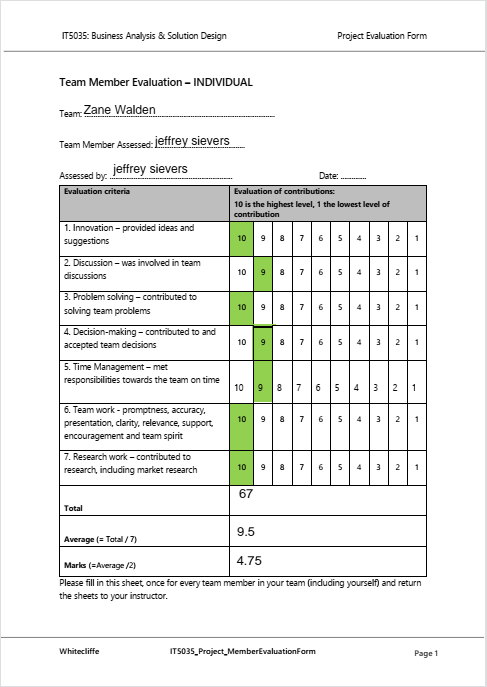 IT5035: Business Analysis & Solution Design Project Evaluation Form
Team Member Evaluation – INDIVIDUAL
Team: Zane Walden
Team Member Assessed: jeffrey sievers
Assessed by: jeffrey sievers Date: ............
Evaluation criteria Evaluation of contributions:
10 is the highest level, 1 the lowest level of
contribution
1. Innovation – provided ideas and
suggestions
10 9 8 7 6 5 4 3 2 1
2. Discussion – was involved in team
discussions
10 9 8 7 6 5 4 3 2 1
3. Problem solving – contributed to
solving team problems
10 9 8 7 6 5 4 3 2 1
4. Decision-making – contributed to and
accepted team decisions
10 9 8 7 6 5 4 3 2 1
5. Time Management – met
responsibilities towards the team on time
10 9 8 7 6 5 4 3 2 1
6. Team work - promptness, accuracy,
presentation, clarity, relevance, support,
encouragement and team spirit
10 9 8 7 6 5 4 3 2 1
7. Research work – contributed to
research, including market research
10 9 8 7 6 5 4 3 2 1
Total 67
Average (= Total / 7) 9.5
Marks (=Average /2) 4.75
Please fill in this sheet, once for every team member in your team (including yourself) and return
the sheets to your instructor.
Whitecliffe IT5035_Project_MemberEvaluationForm Page 1